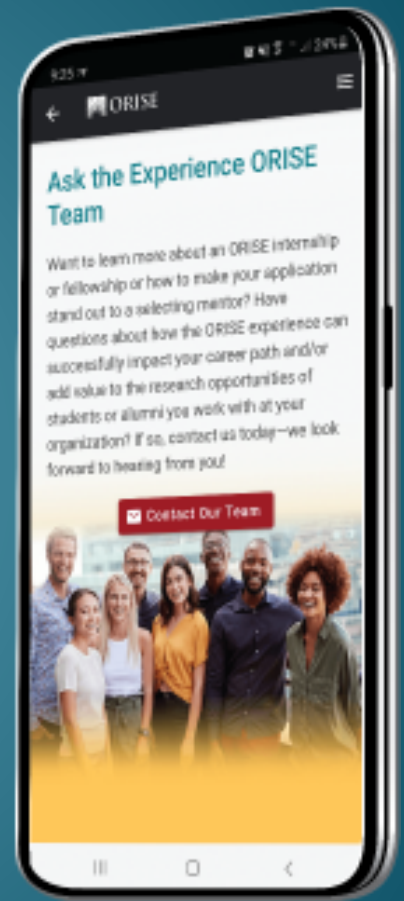 9:25
24%
ORISE
Ask the Experience ORISE
Team
Want to learn more about an ORISE internship
or fellowship or how to make your application
stand out to a selecting mentor? Have
questions about how the ORISE experience can
successfully impact your career path and/or
add value to the research opportunities of
students or alumni you work with at your
organization? If so, contact us today—we look
forward to hearing from you!
Contact Our Team